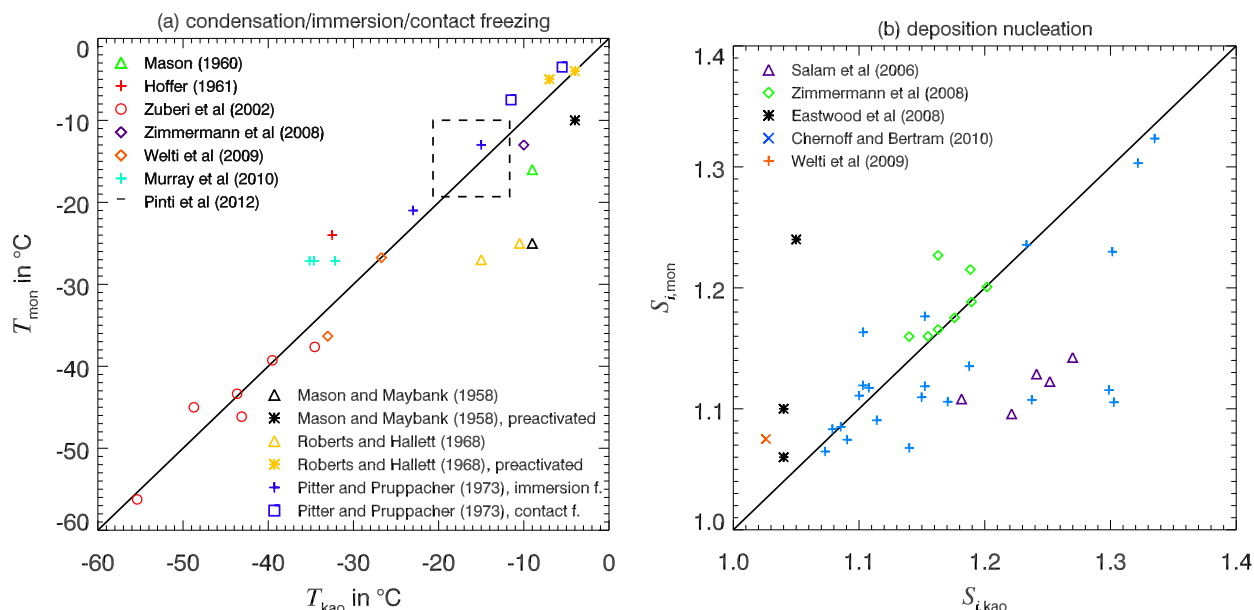 (a) condensation/immersion/contact freezing
0
-10
-20
-30
-40
-50
-60
T_mon in °C
Mason (1960)
Hoffer (1961)
Zuberi et al (2002)
Zimmermann et al (2008)
Welti et al (2009)
Murray et al (2010)
Pinti et al (2012)
Mason and Maybank (1958)
Mason and Maybank (1958), preactivated
Roberts and Hallett (1968)
Roberts and Hallett (1968), preactivated
Pitter and Pruppacher (1973), immersion f.
Pitter and Pruppacher (1973), contact f.
-60 -50 -40 -30 -20 -10 0
T_kao in °C
(b) deposition nucleation
1.4
1.3
1.2
1.1
1.0
S_i,mon
Salam et al (2006)
Zimmermann et al (2008)
Eastwood et al (2008)
Chernoff and Bertram (2010)
Welti et al (2009)
1.0 1.1 1.2 1.3 1.4
S_i,kao